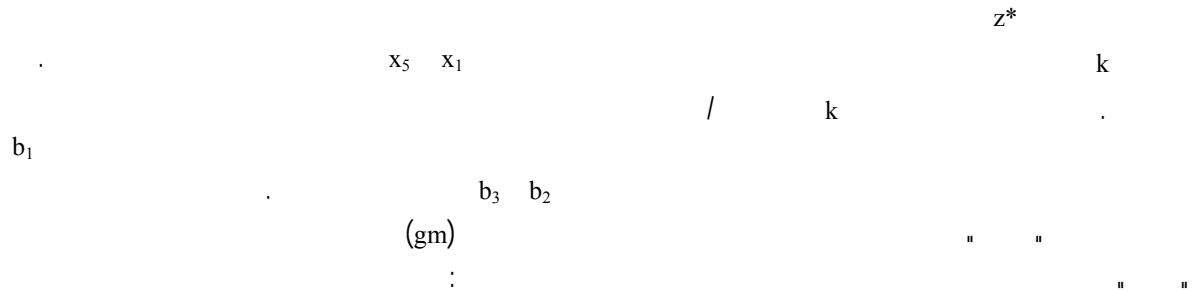 z*
. x₅ x₁ k
/ k .
b₁
. b₃ b₂
(gm) " "
: " "